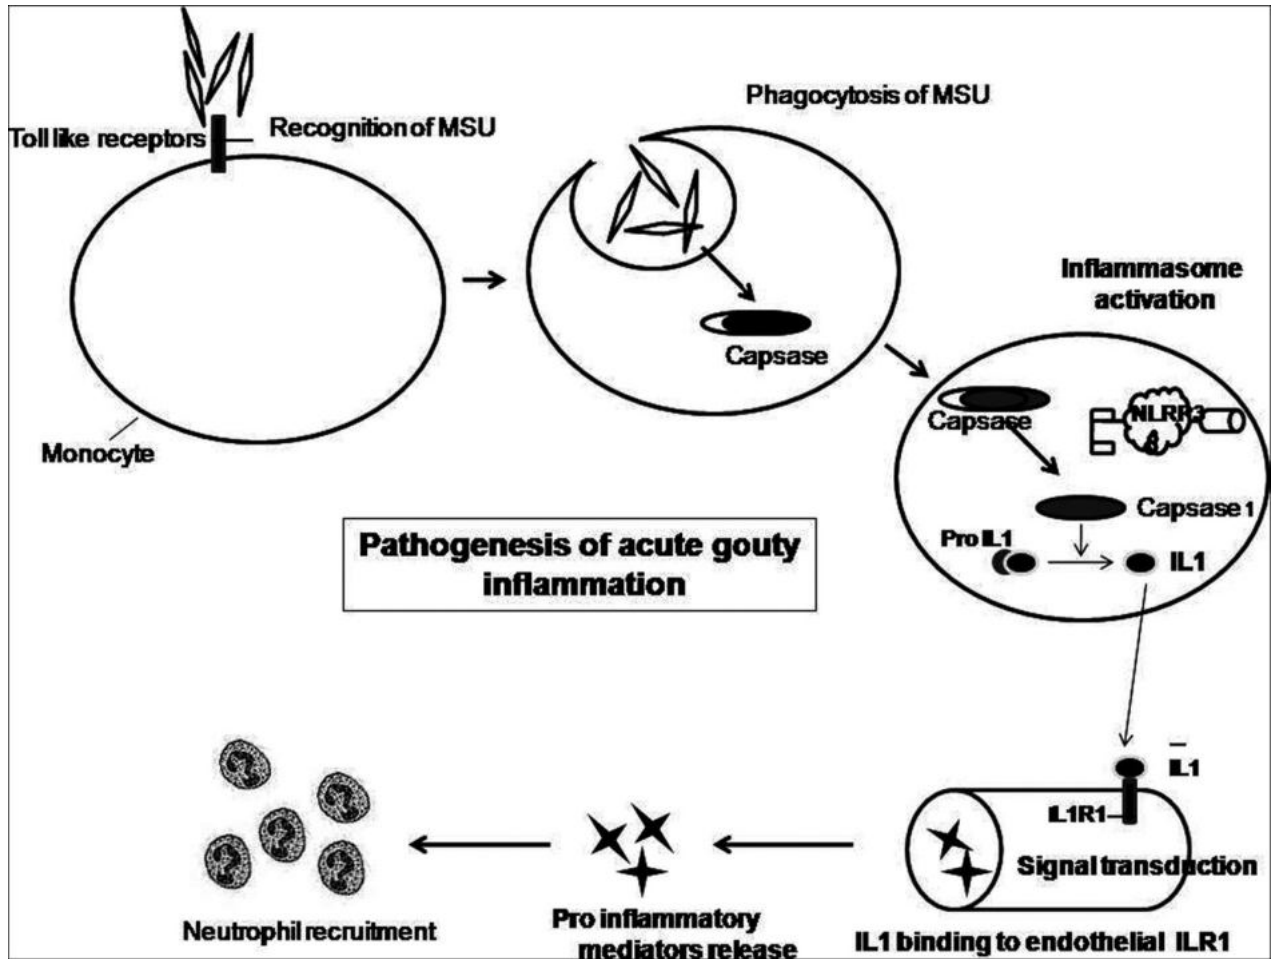 Phagocytosis of MSU
Toll like receptors
Recognition of MSU
Capsase
Monocyte
Inflammasome
activation
Capsase
NLRP3
Capsase 1
Pro IL1
IL1
Pathogenesis of acute gouty
inflammation
IL1
IL1R1
Signal transduction
IL1 binding to endothelial ILR1
Pro inflammatory
mediators release
Neutrophil recruitment